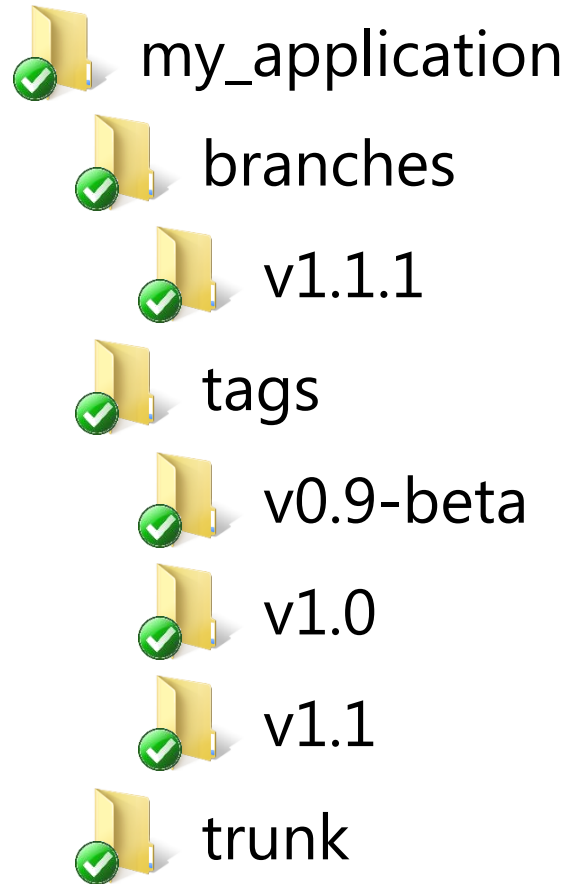 my_application
branches
v1.1.1
tags
v0.9-beta
v1.0
v1.1
trunk